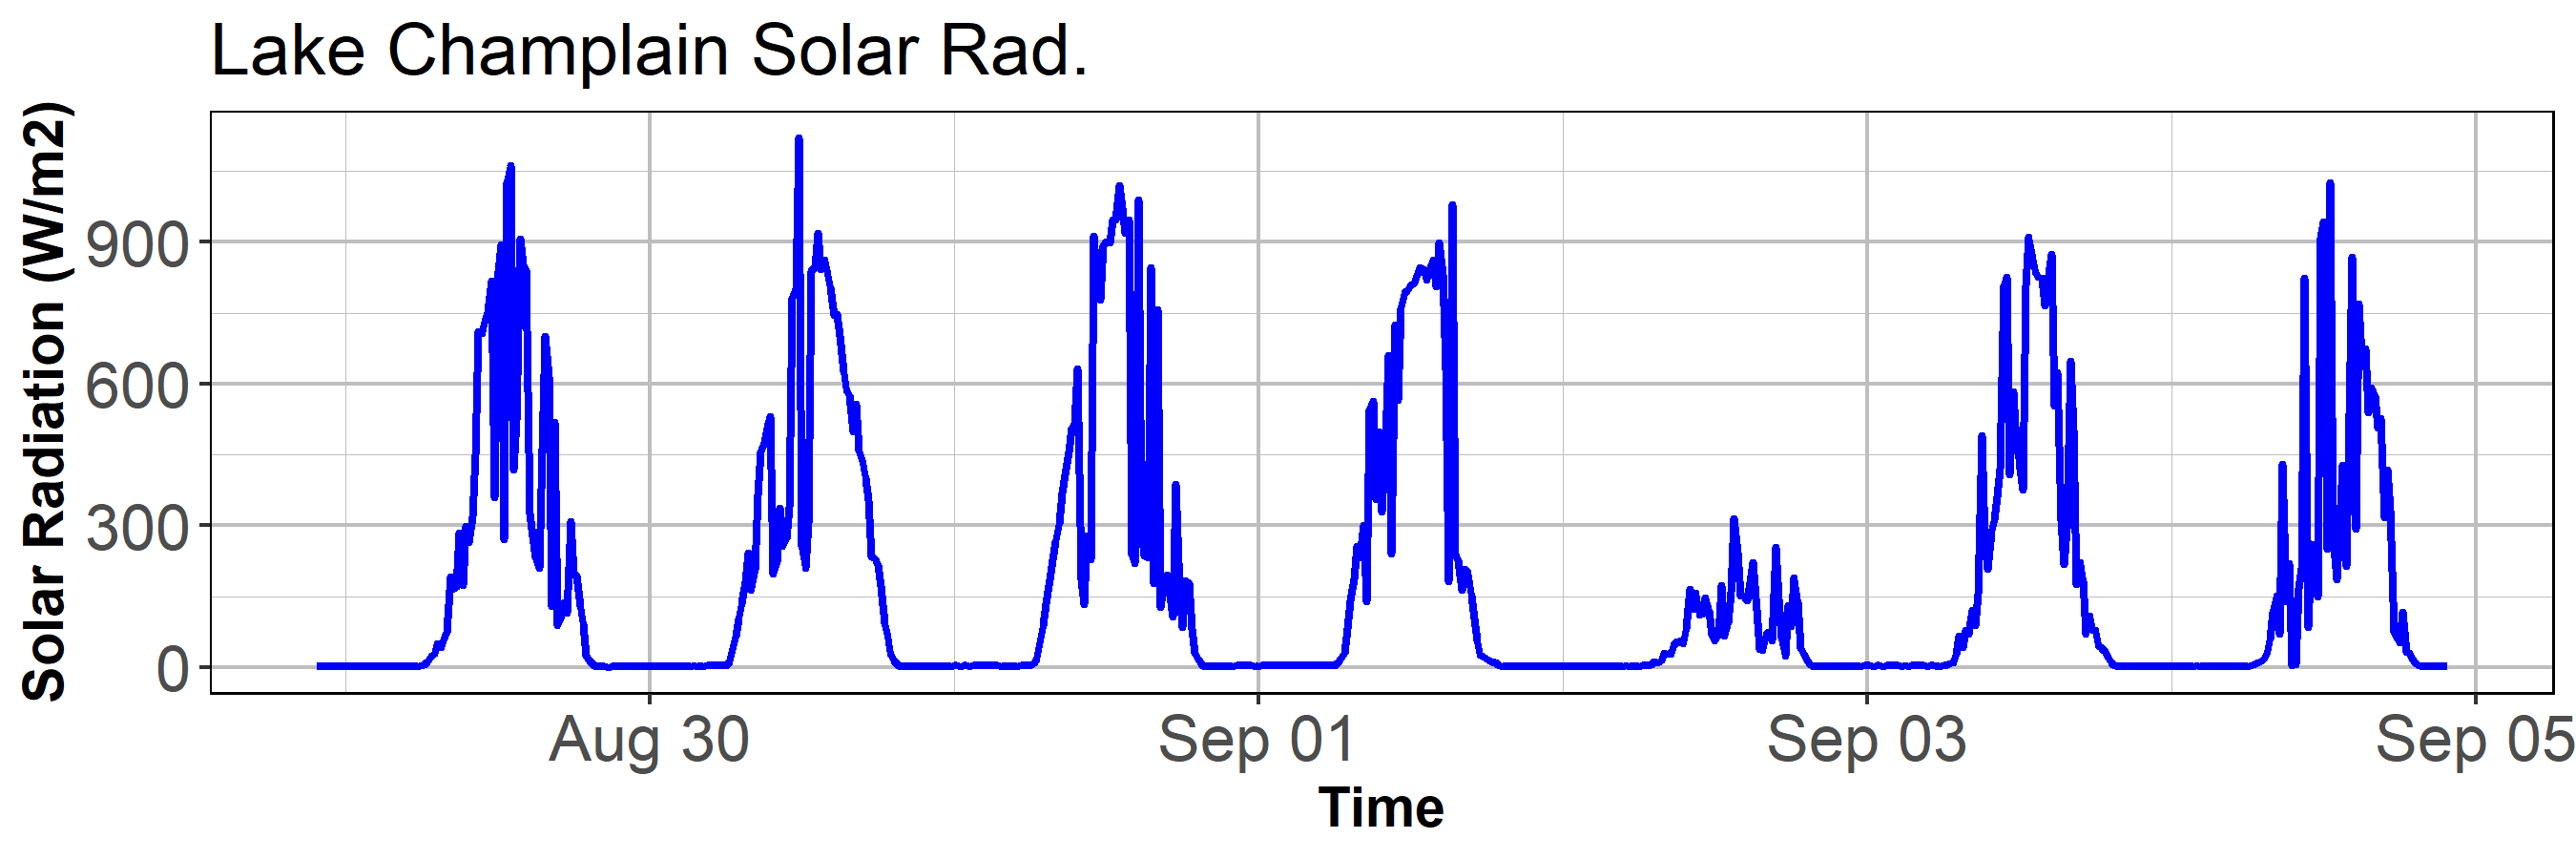 Lake Champlain Solar Rad.
Solar Radiation (W/m2)
900
600
300
0
Aug 30 Sep 01 Sep 03 Sep 05
Time